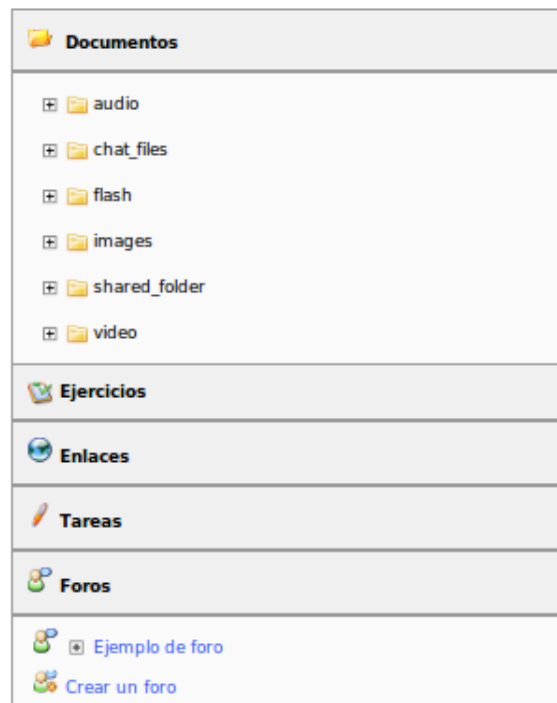 Documentos
audio
chat_files
flash
images
shared_folder
video
Ejercicios
Enlaces
Tareas
Foros
Ejemplo de foro
Crear un foro